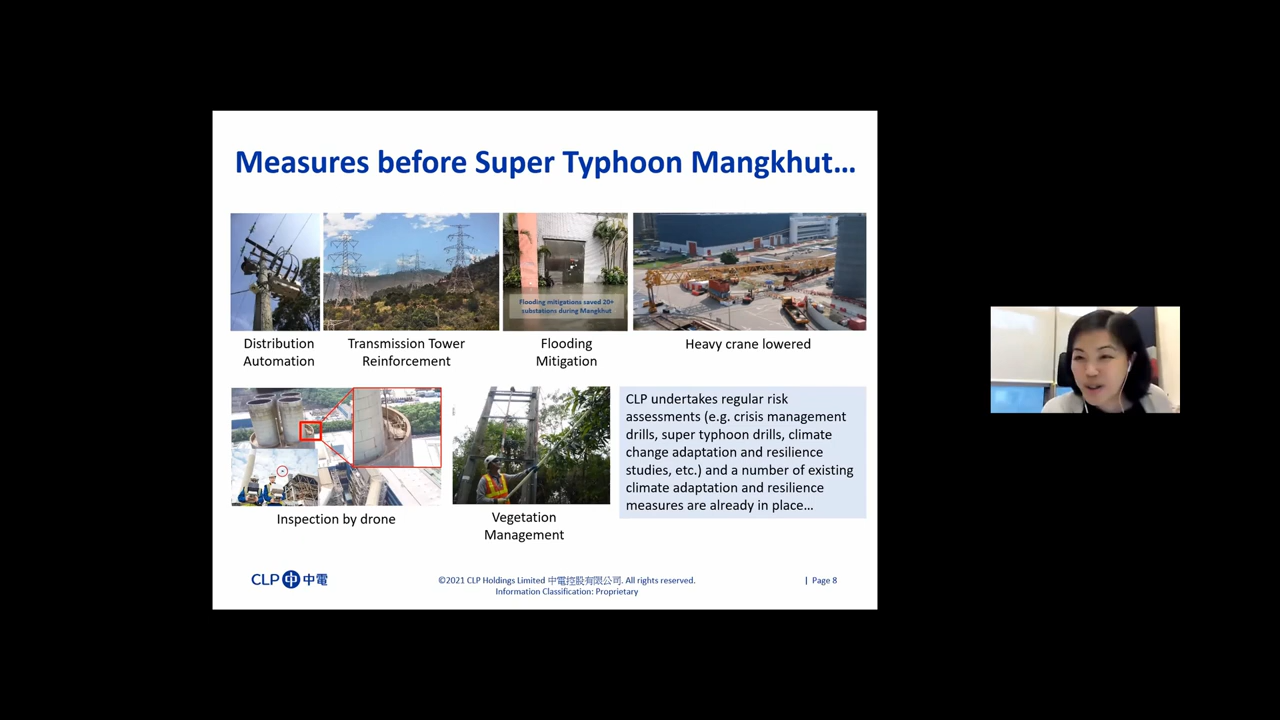 Measures before Super Typhoon Mangkhut…
Flooding mitigations saved 20+
substations during Mangkhut
Distribution
Automation
Transmission Tower
Reinforcement
Flooding
Mitigation
Heavy crane lowered
CLP undertakes regular risk
assessments (e.g. crisis management
drills, super typhoon drills, climate
change adaptation and resilience
studies, etc.) and a number of existing
climate adaptation and resilience
measures are already in place…
Inspection by drone
Vegetation
Management
CLP 中電
©2021 CLP Holdings Limited 中電控股有限公司. All rights reserved.
Information Classification: Proprietary
| Page 8